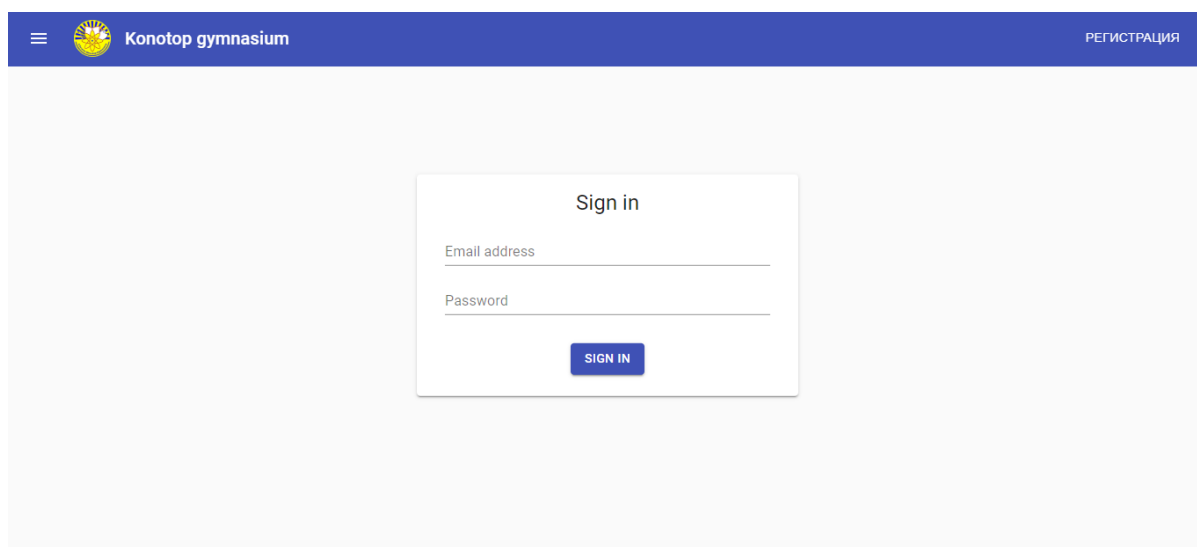 Konotop gymnasium
РЕГИСТРАЦИЯ
Sign in
Email address
Password
SIGN IN